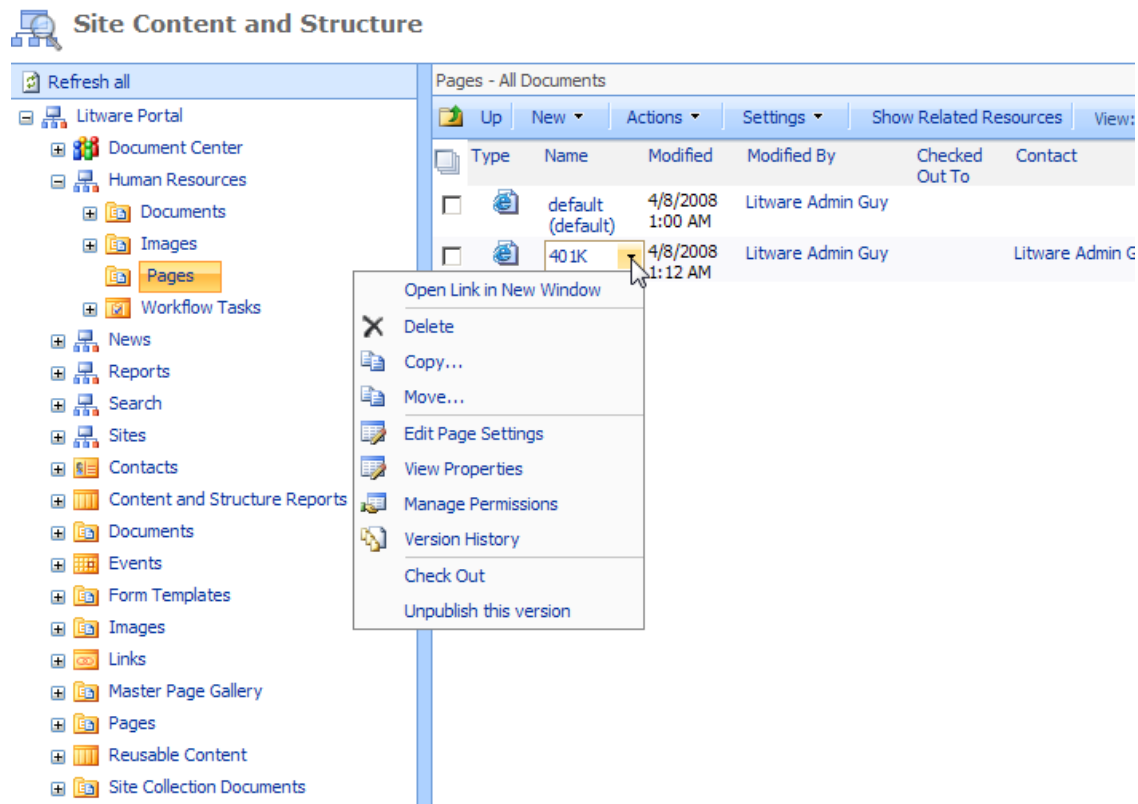 Site Content and Structure
Refresh all
Litware Portal
Document Center
Human Resources
Documents
Images
Pages
Workflow Tasks
News
Reports
Search
Sites
Contacts
Content and Structure Reports
Documents
Events
Form Templates
Images
Links
Master Page Gallery
Pages
Reusable Content
Site Collection Documents
Pages - All Documents
Up New Actions Settings Show Related Resources View:
Type Name Modified Modified By Checked Out To Contact
default (default) 4/8/2008 1:00 AM Litware Admin Guy
401K 4/8/2008 1:12 AM Litware Admin Guy Litware Admin G
Open Link in New Window
Delete
Copy...
Move...
Edit Page Settings
View Properties
Manage Permissions
Version History
Check Out
Unpublish this version